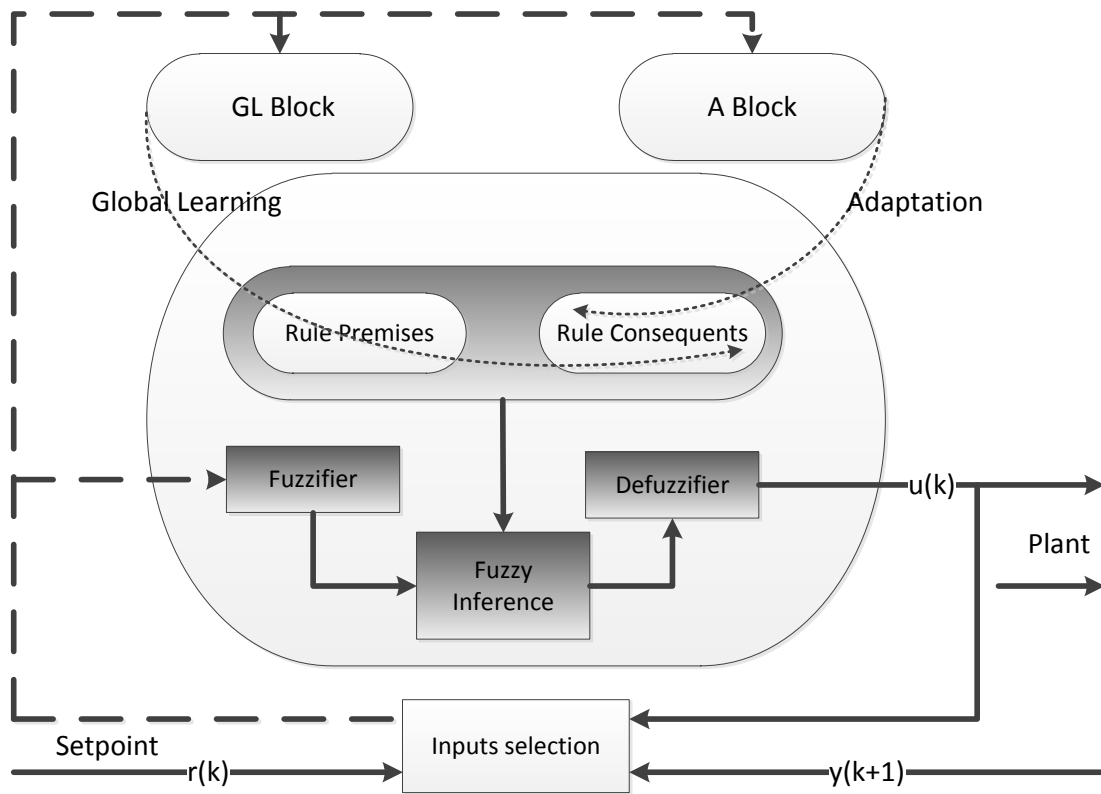 GL Block
A Block
Global Learning
Adaptation
Rule Premises
Rule Consequents
Fuzzifier
Defuzzifier
u(k)
Plant
Fuzzy
Inference
Setpoint
Inputs selection
r(k)
y(k+1)